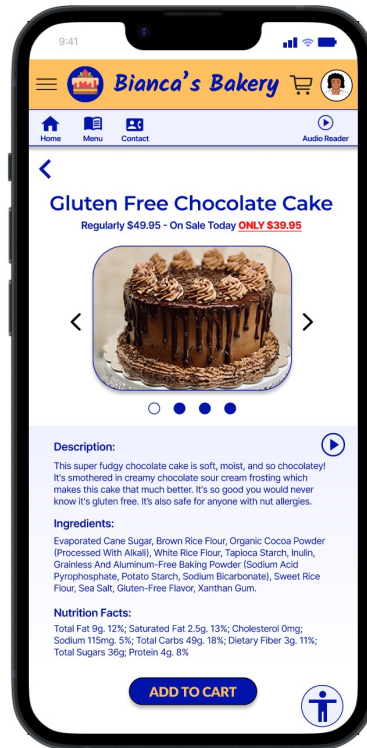 9:41
Bianca's Bakery
Home Menu Contact Audio Reader
Gluten Free Chocolate Cake
Regularly $49.95 - On Sale Today ONLY $39.95
Description:
This super fudgy chocolate cake is soft, moist, and so chocolatey!
It's smothered in creamy chocolate sour cream frosting which
makes this cake that much better. It's so good you would never
know it's gluten free. It's also safe for anyone with nut allergies.
Ingredients:
Evaporated Cane Sugar, Brown Rice Flour, Organic Cocoa Powder
(Processed With Alkali), White Rice Flour, Tapioca Starch, Inulin,
Grainless And Aluminum-Free Baking Powder (Sodium Acid
Pyrophosphate, Potato Starch, Sodium Bicarbonate), Sweet Rice
Flour, Sea Salt, Gluten-Free Flavor, Xanthan Gum.
Nutrition Facts:
Total Fat 9g. 12%; Saturated Fat 2.5g. 13%; Cholesterol 0mg;
Sodium 115mg. 5%; Total Carbs 49g. 18%; Dietary Fiber 3g. 11%;
Total Sugars 36g; Protein 4g. 8%
ADD TO CART